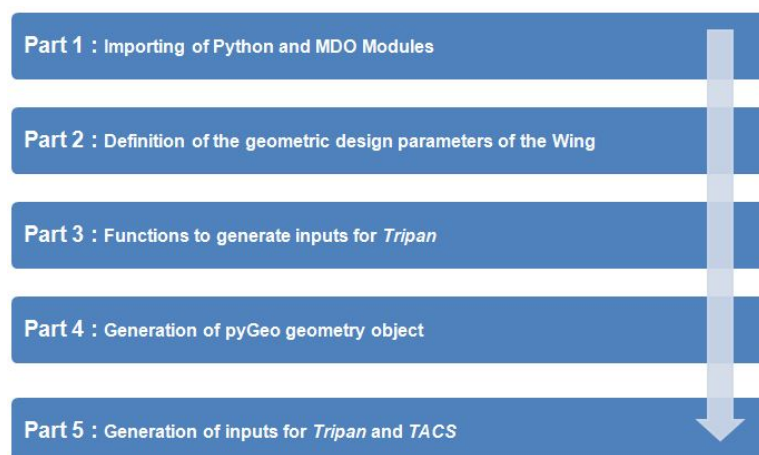 Part 1 : Importing of Python and MDO Modules
Part 2 : Definition of the geometric design parameters of the Wing
Part 3 : Functions to generate inputs for Tripan
Part 4 : Generation of pyGeo geometry object
Part 5 : Generation of inputs for Tripan and TACS